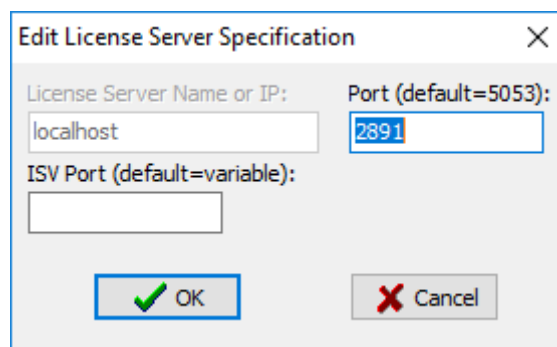 Edit License Server Specification
License Server Name or IP: Port (default=5053):
localhost 2891
ISV Port (default=variable):
OK Cancel